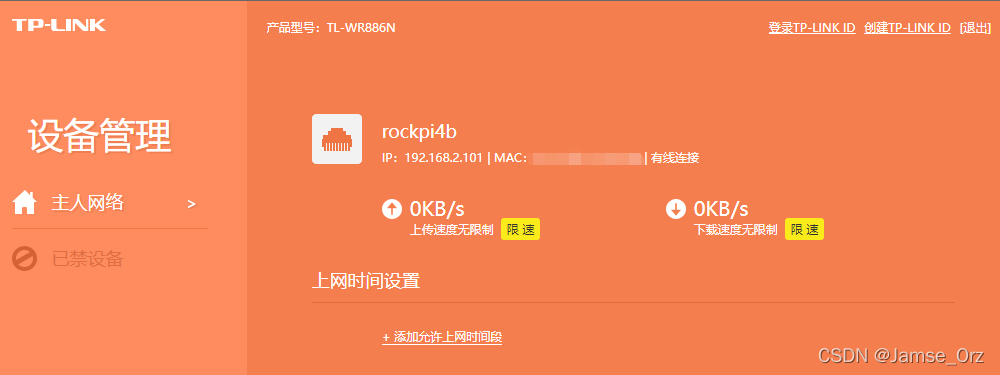 TP-LINK
产品型号：TL-WR886N
登录TP-LINK ID 创建TP-LINK ID [退出]
设备管理
主人网络 >
已禁设备
rockpi4b
IP：192.168.2.101 | MAC： | 有线连接
0KB/s
上传速度无限制 限 速
0KB/s
下载速度无限制 限 速
上网时间设置
+ 添加允许上网时间段
CSDN @Jamse_Orz